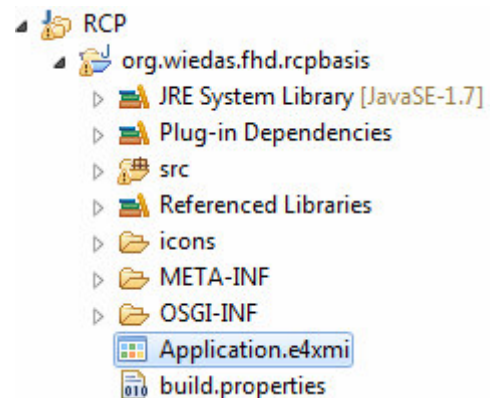 RCP
org.wiedas.fhd.rcpbasis
JRE System Library [JavaSE-1.7]
Plug-in Dependencies
src
Referenced Libraries
icons
META-INF
OSGI-INF
Application.e4xmi
build.properties